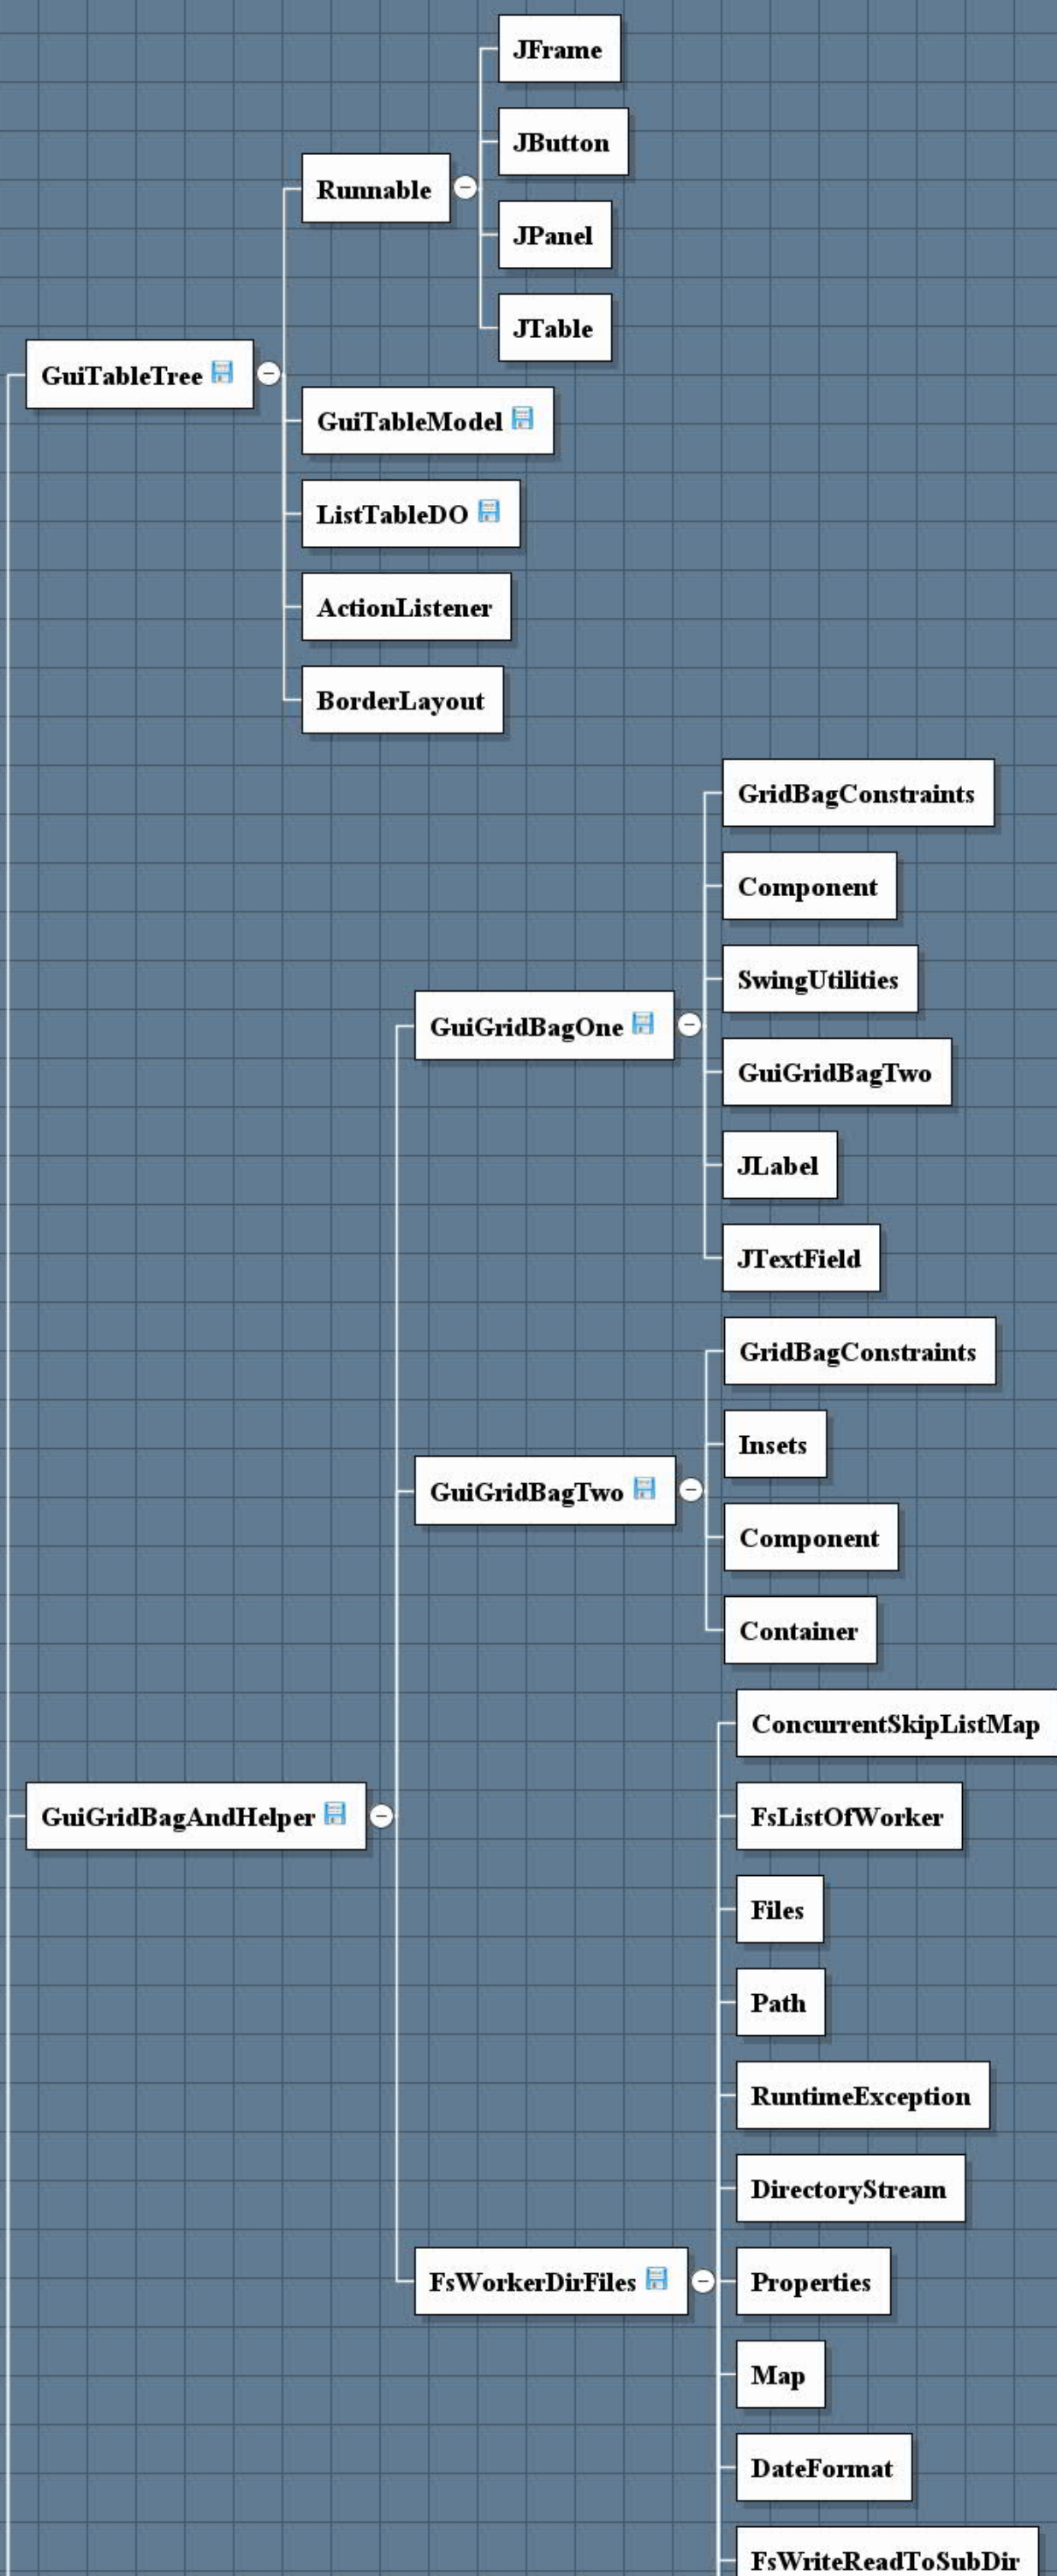 JFrame
JButton
Runnable
JPanel
JTable
GuiTableTree
GuiTableModel
ListTableDO
ActionListener
BorderLayout
GridBagConstraints
Component
SwingUtilities
GuiGridBagOne
GuiGridBagTwo
JLabel
JTextField
GridBagConstraints
Insets
GuiGridBagTwo
Component
Container
ConcurrentSkipListMap
GuiGridBagAndHelper
FsListOfWorker
Files
Path
RuntimeException
DirectoryStream
FsWorkerDirFiles
Properties
Map
DateFormat
FsWriteReadToSubDir